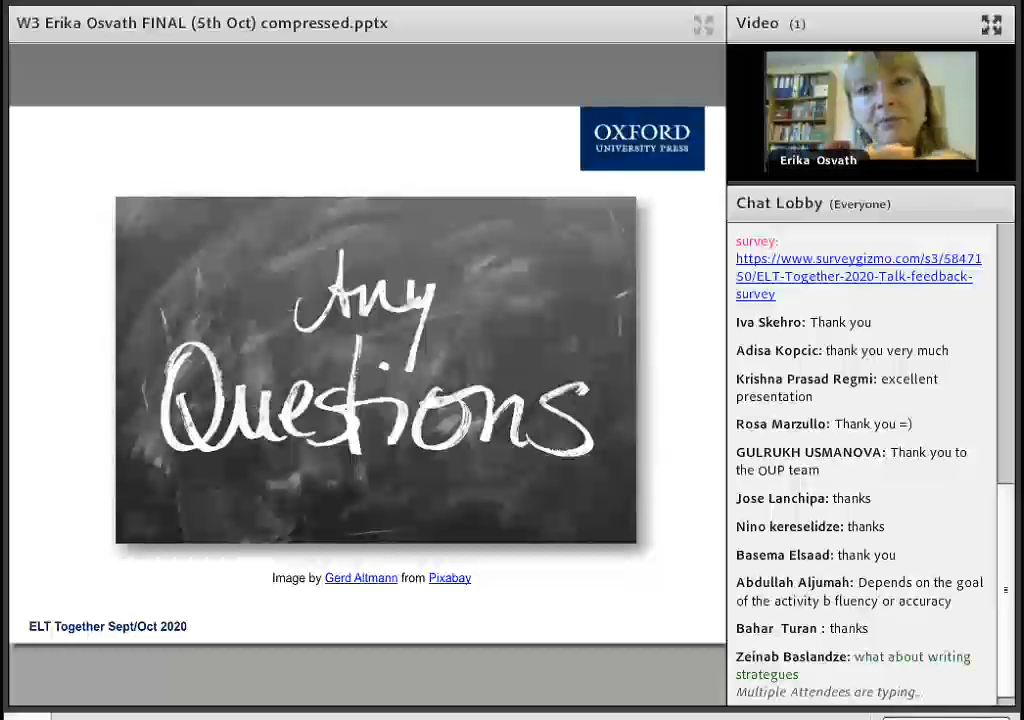 W3 Erika Osvath FINAL (5th Oct) compressed.pptx
OXFORD
UNIVERSITY PRESS
Any
Questions
Image by Gerd Altmann from Pixabay
ELT Together Sept/Oct 2020
Video (1)
Erika Osvath
Chat Lobby (Everyone)
survey:
https://www.surveygizmo.com/s3/58471
50/ELT-Together-2020-Talk-feedback-
survey
Iva Skehro: Thank you
Adisa Kopcic: thank you very much
Krishna Prasad Regmi: excellent
presentation
Rosa Marzullo: Thank you =)
GULRUKH USMANOVA: Thank you to
the OUP team
Jose Lanchipa: thanks
Nino kereselidze: thanks
Basema Elsaad: thank you
Abdullah Aljumah: Depends on the goal
of the activity b fluency or accuracy
Bahar Turan : thanks
Zeinab Baslandze: what about writing
strategues
Multiple Attendees are typing..